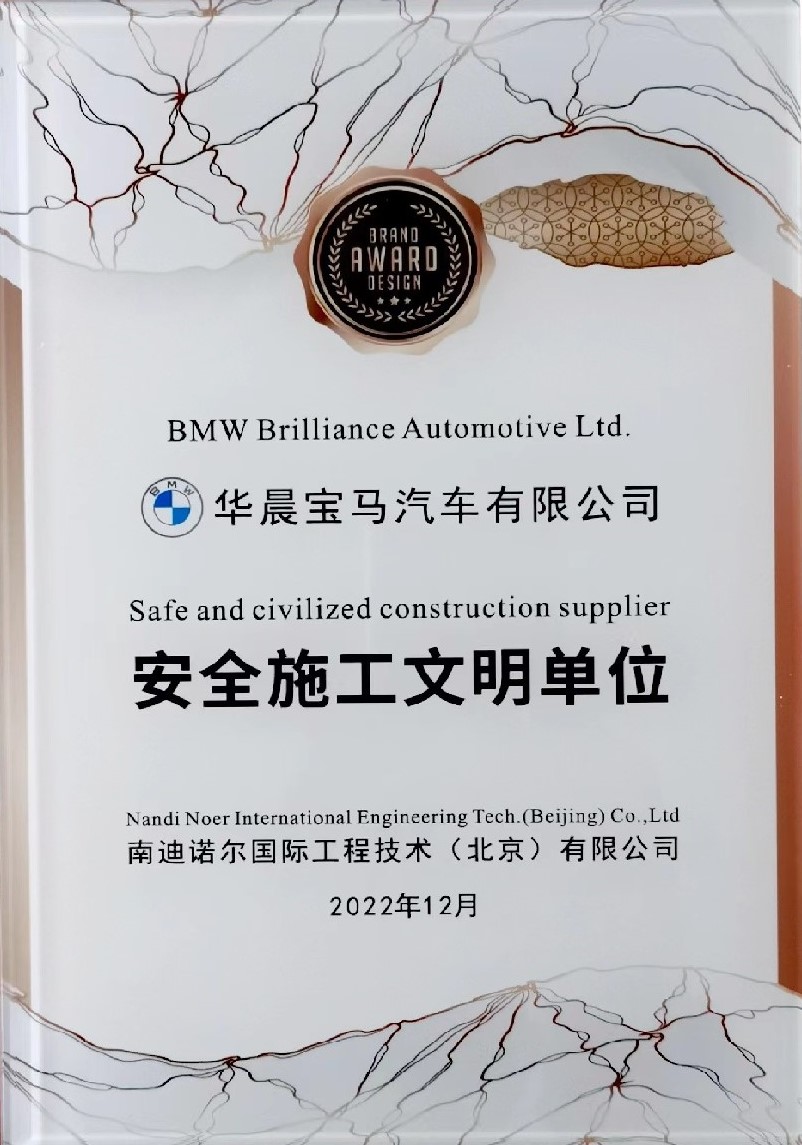 BRAND
AWARD
DESIGN
BMW Brilliance Automotive Ltd.
BMW
华晨宝马汽车有限公司
Safe and civilized construction supplier
安全施工文明单位
Nandi Noer International Engineering Tech.(Beijing) Co.,Ltd
南迪诺尔国际工程技术（北京）有限公司
2022年12月